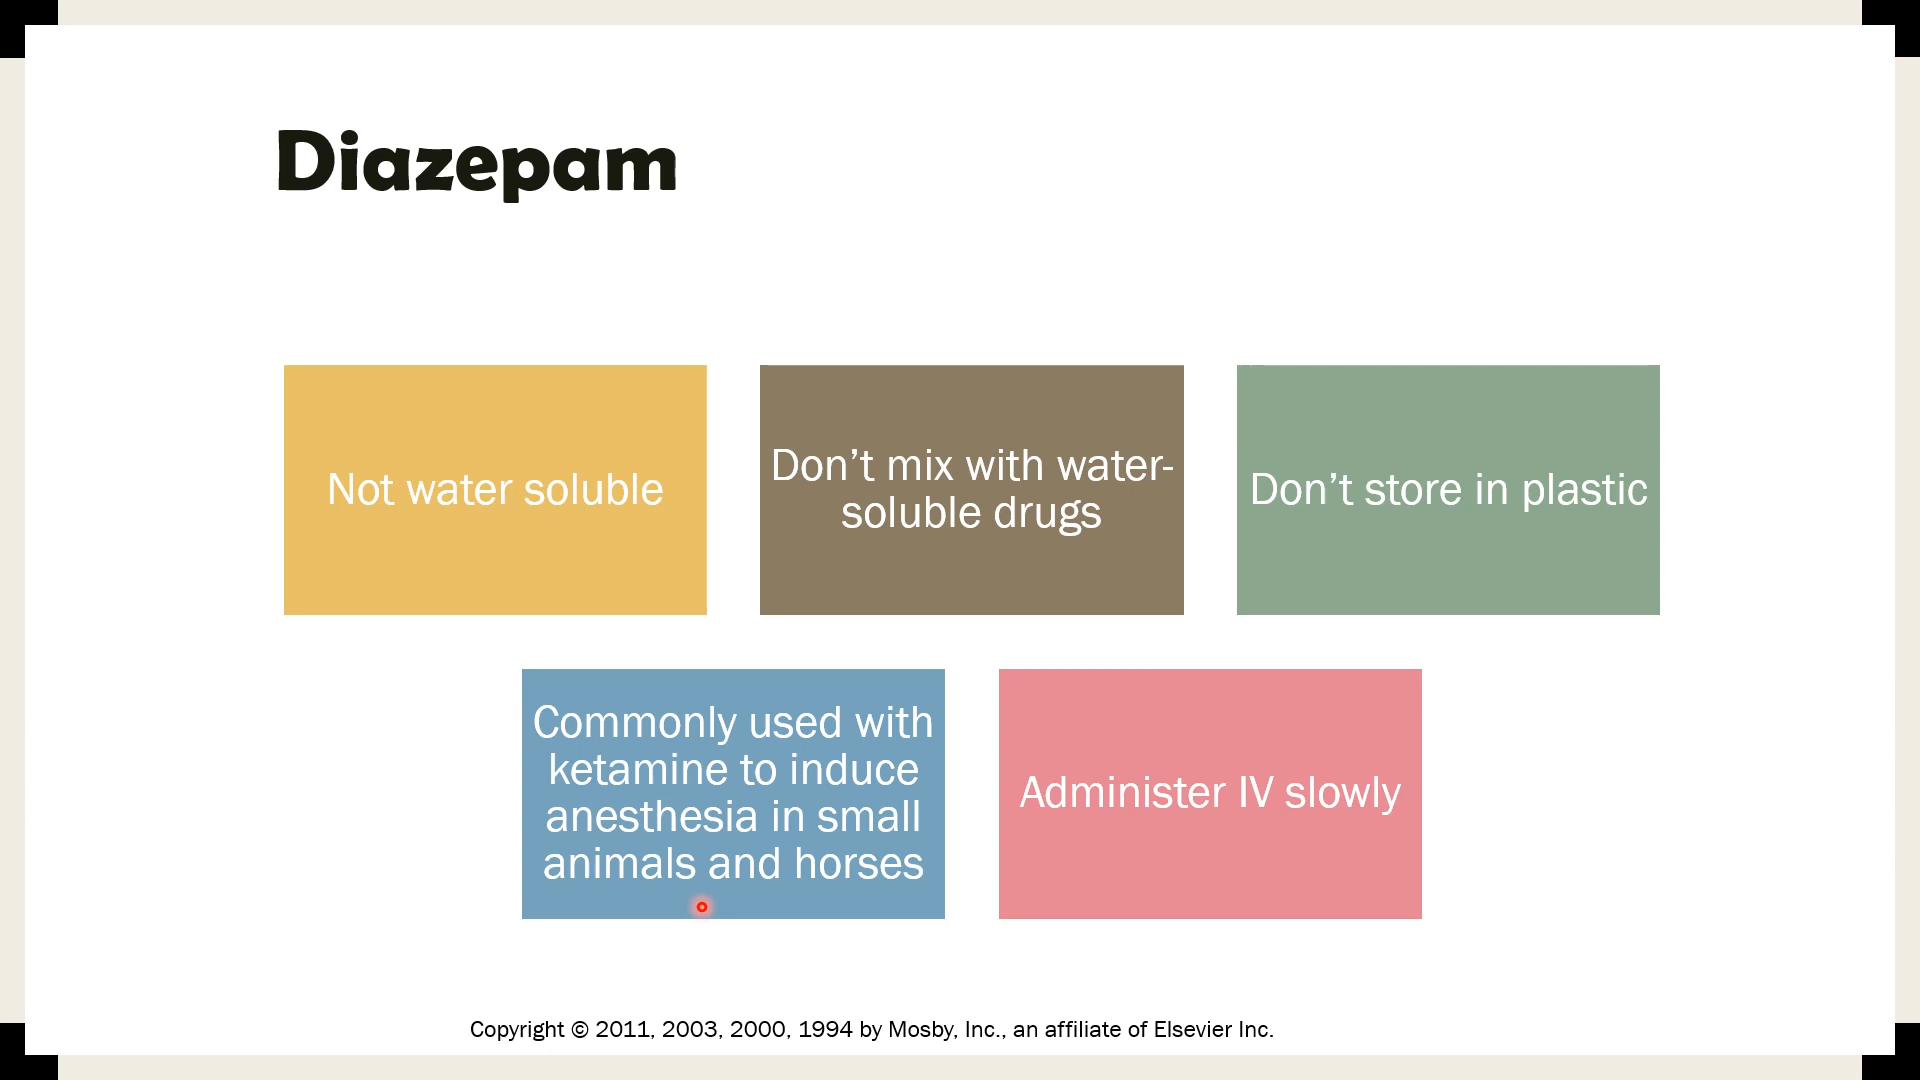 Diazepam
Not water soluble
Don’t mix with water-
soluble drugs
Don’t store in plastic
Commonly used with
ketamine to induce
anesthesia in small
animals and horses
Administer IV slowly
Copyright © 2011, 2003, 2000, 1994 by Mosby, Inc., an affiliate of Elsevier Inc.